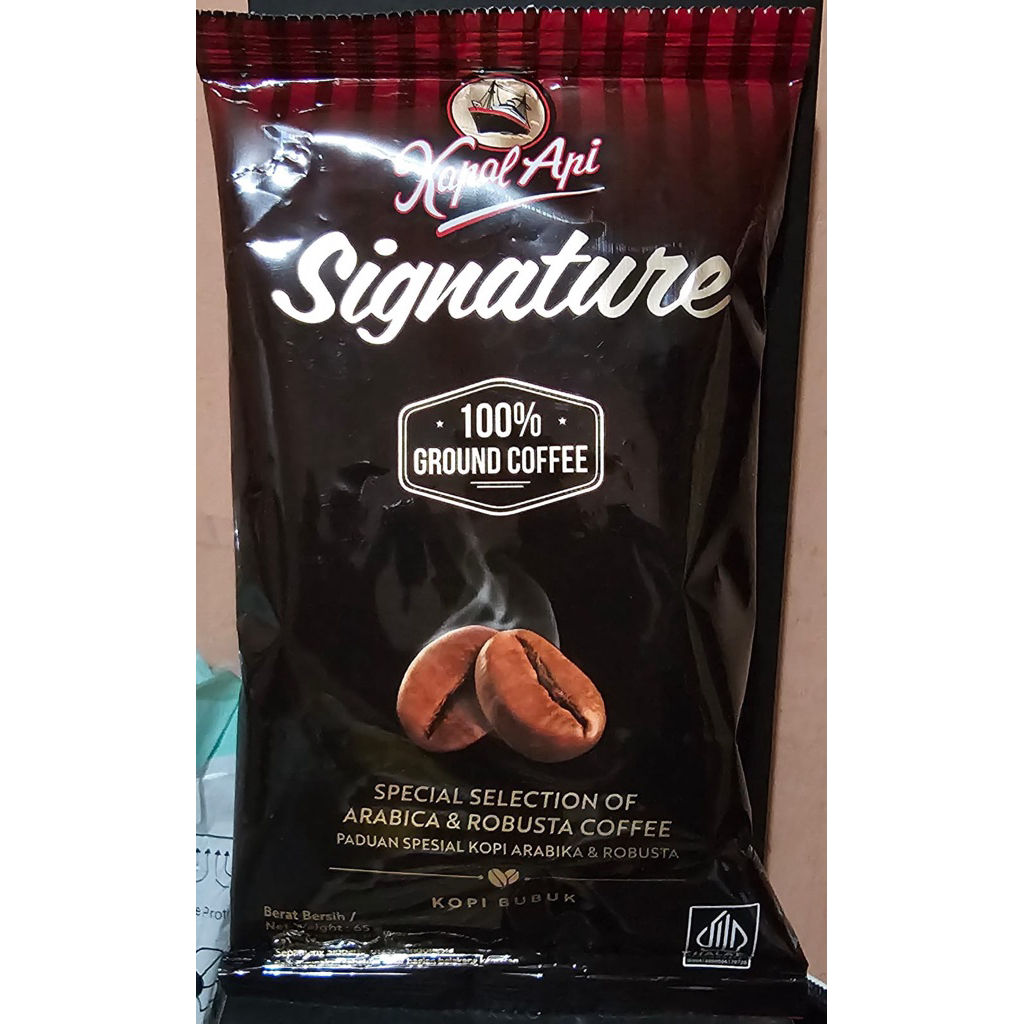 Kapal Api
Signature
100%
GROUND COFFEE
SPECIAL SELECTION OF
ARABICA & ROBUSTA COFFEE
PADUAN SPESIAL KOPI ARABIKA & ROBUSTA
KOPI BUBUK
Berat Bersih /
Net Weight : 65
HALAL